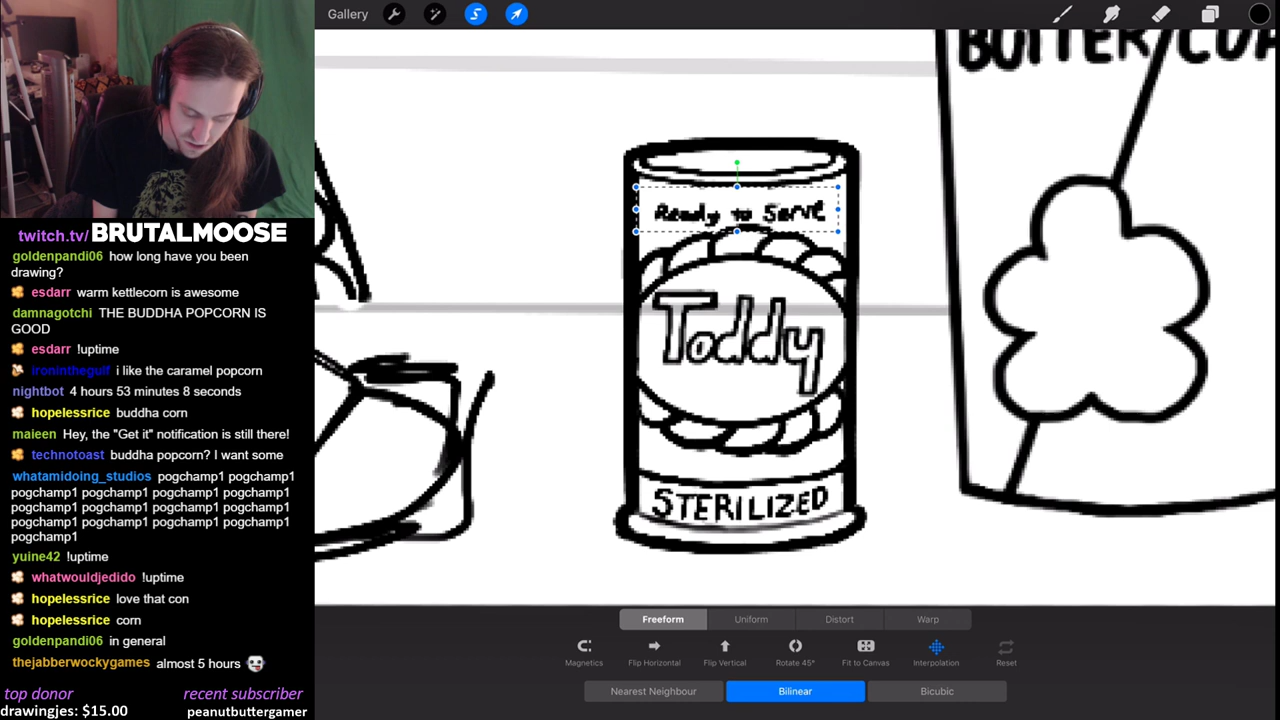 Gallery
BUTTER CUP
Ready to Serve
Toddy
STERILIZED
twitch.tv/BRUTALMOOSE
goldenpandi06 how long have you been
drawing?
esdarr warm kettlecorn is awesome
damnagotchi THE BUDDHA POPCORN IS
GOOD
esdarr !uptime
ironinthegulf i like the caramel popcorn
nightbot 4 hours 53 minutes 8 seconds
hopelessrice buddha corn
maieen Hey, the "Get it" notification is still there!
technotoast buddha popcorn? I want some
whatamidoing_studios pogchamp1 pogchamp1
pogchamp1 pogchamp1 pogchamp1 pogchamp1
pogchamp1 pogchamp1 pogchamp1 pogchamp1
pogchamp1 pogchamp1 pogchamp1 pogchamp1
pogchamp1
yuine42 !uptime
whatwouldjedido !uptime
hopelessrice love that con
hopelessrice corn
goldenpandi06 in general
thejabberwockygames almost 5 hours
top donor
drawingjes: $15.00
recent subscriber
peanutbuttergamer
Freeform Uniform Distort Warp
Magnetics Flip Horizontal Flip Vertical Rotate 45° Fit to Canvas Interpolation Reset
Nearest Neighbour Bilinear Bicubic